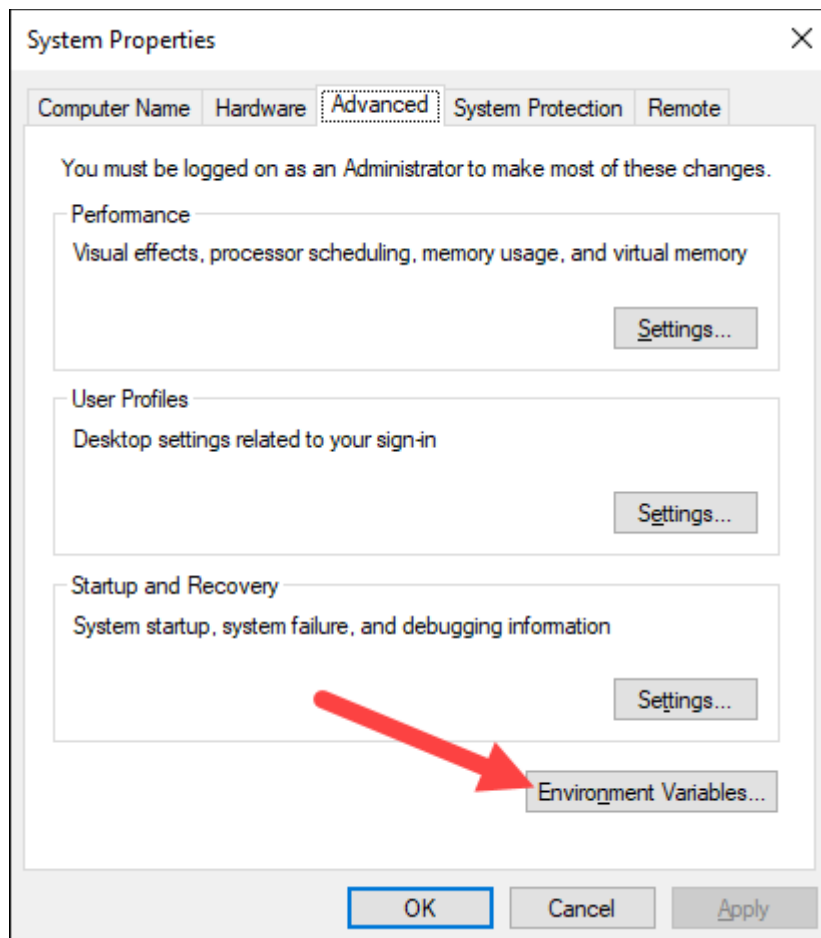 System Properties
Computer Name Hardware Advanced System Protection Remote
You must be logged on as an Administrator to make most of these changes.
Performance
Visual effects, processor scheduling, memory usage, and virtual memory
Settings...
User Profiles
Desktop settings related to your sign-in
Settings...
Startup and Recovery
System startup, system failure, and debugging information
Settings...
Environment Variables...
OK Cancel Apply